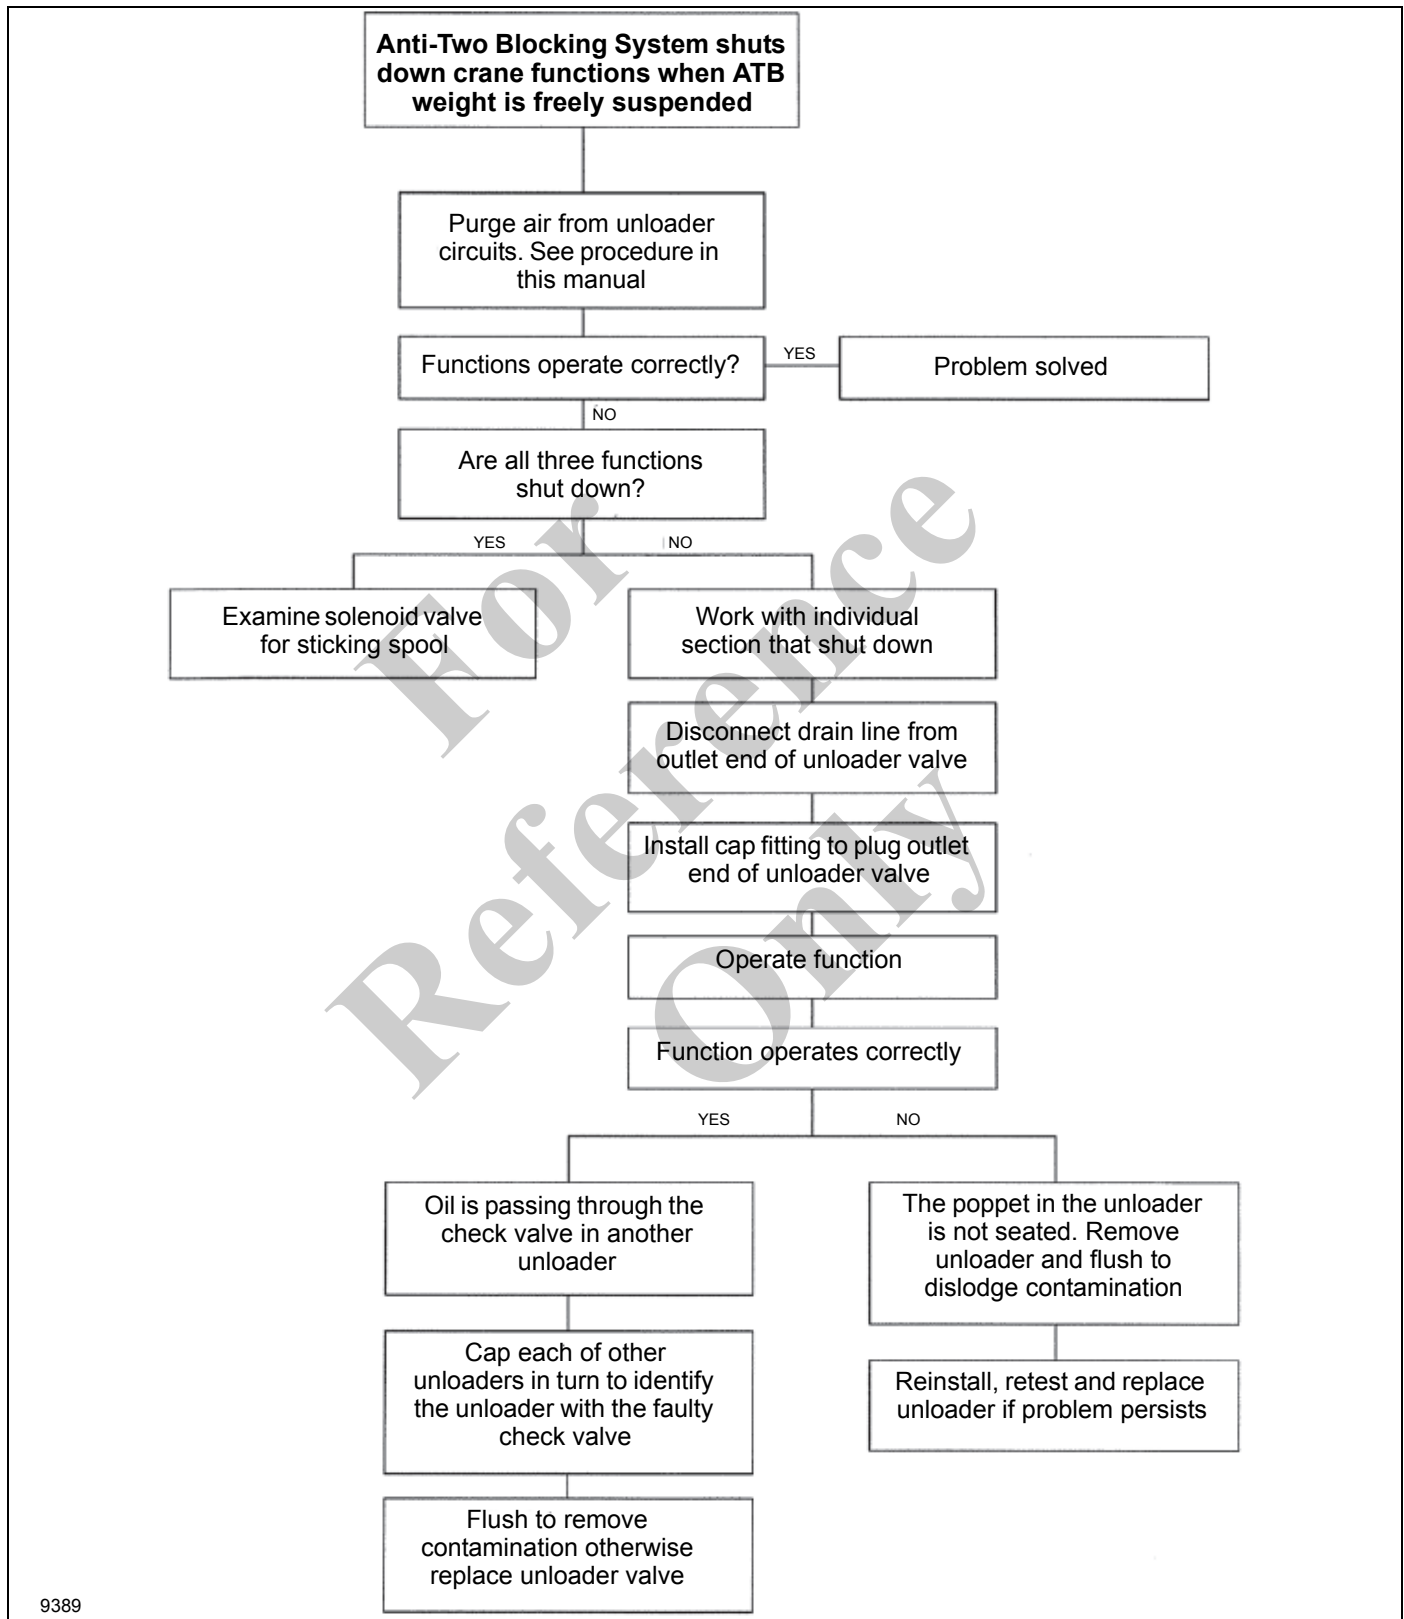 Anti-Two Blocking System shuts
down crane functions when ATB
weight is freely suspended
Purge air from unloader
circuits. See procedure in
this manual
Functions operate correctly?
YES
Problem solved
NO
Are all three functions
shut down?
YES
NO
Examine solenoid valve
for sticking spool
Work with individual
section that shut down
Disconnect drain line from
outlet end of unloader valve
Install cap fitting to plug outlet
end of unloader valve
Operate function
Function operates correctly
YES
NO
Oil is passing through the
check valve in another
unloader
Cap each of other
unloaders in turn to identify
the unloader with the faulty
check valve
Flush to remove
contamination otherwise
replace unloader valve
The poppet in the unloader
is not seated. Remove
unloader and flush to
dislodge contamination
Reinstall, retest and replace
unloader if problem persists
9389
For
Reference
Only